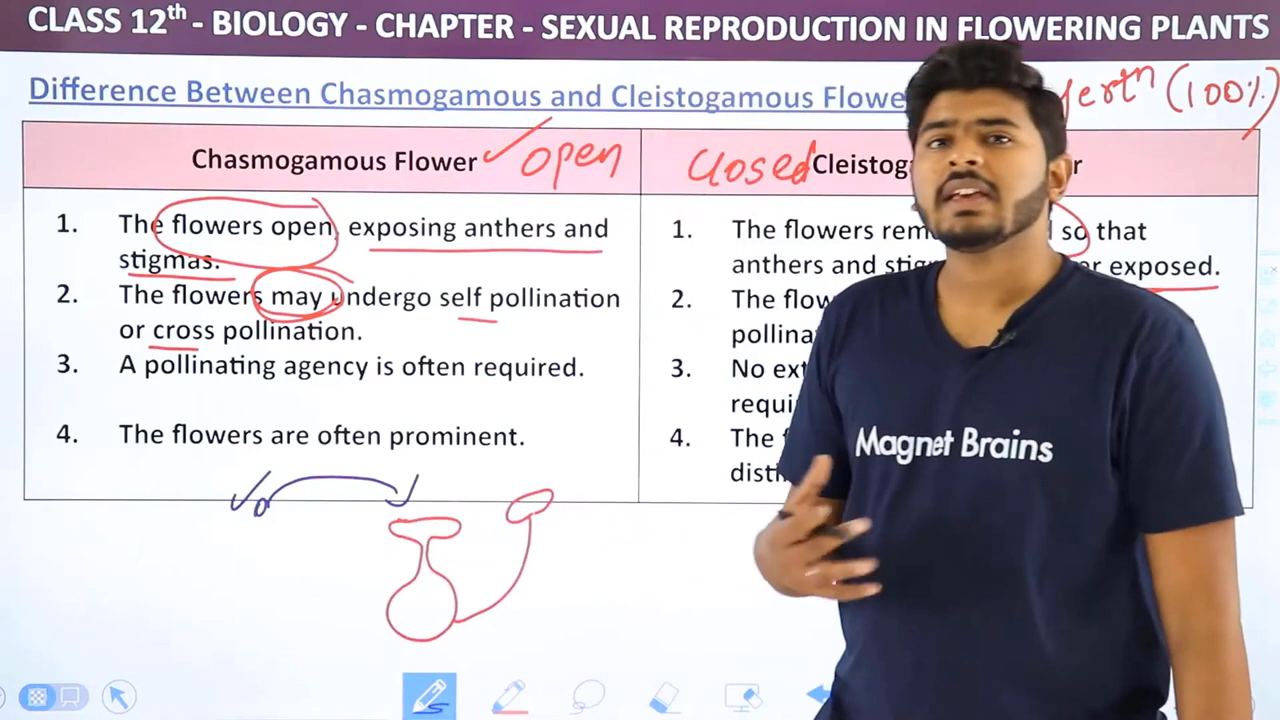 CLASS 12th - BIOLOGY - CHAPTER - SEXUAL REPRODUCTION IN FLOWERING PLANTS
Difference Between Chasmogamous and Cleistogamous Flowe
fertn (100%)
Chasmogamous Flower open
closed Cleistog r
1. The flowers open, exposing anthers and
stigmas.
2. The flowers may undergo self pollination
or cross pollination.
3. A pollinating agency is often required.
4. The flowers are often prominent.
1. The flowers rem so that
anthers and stig er exposed.
2. The flow
pollina
3. No ext
requi
4. The
disti
Magnet Brains